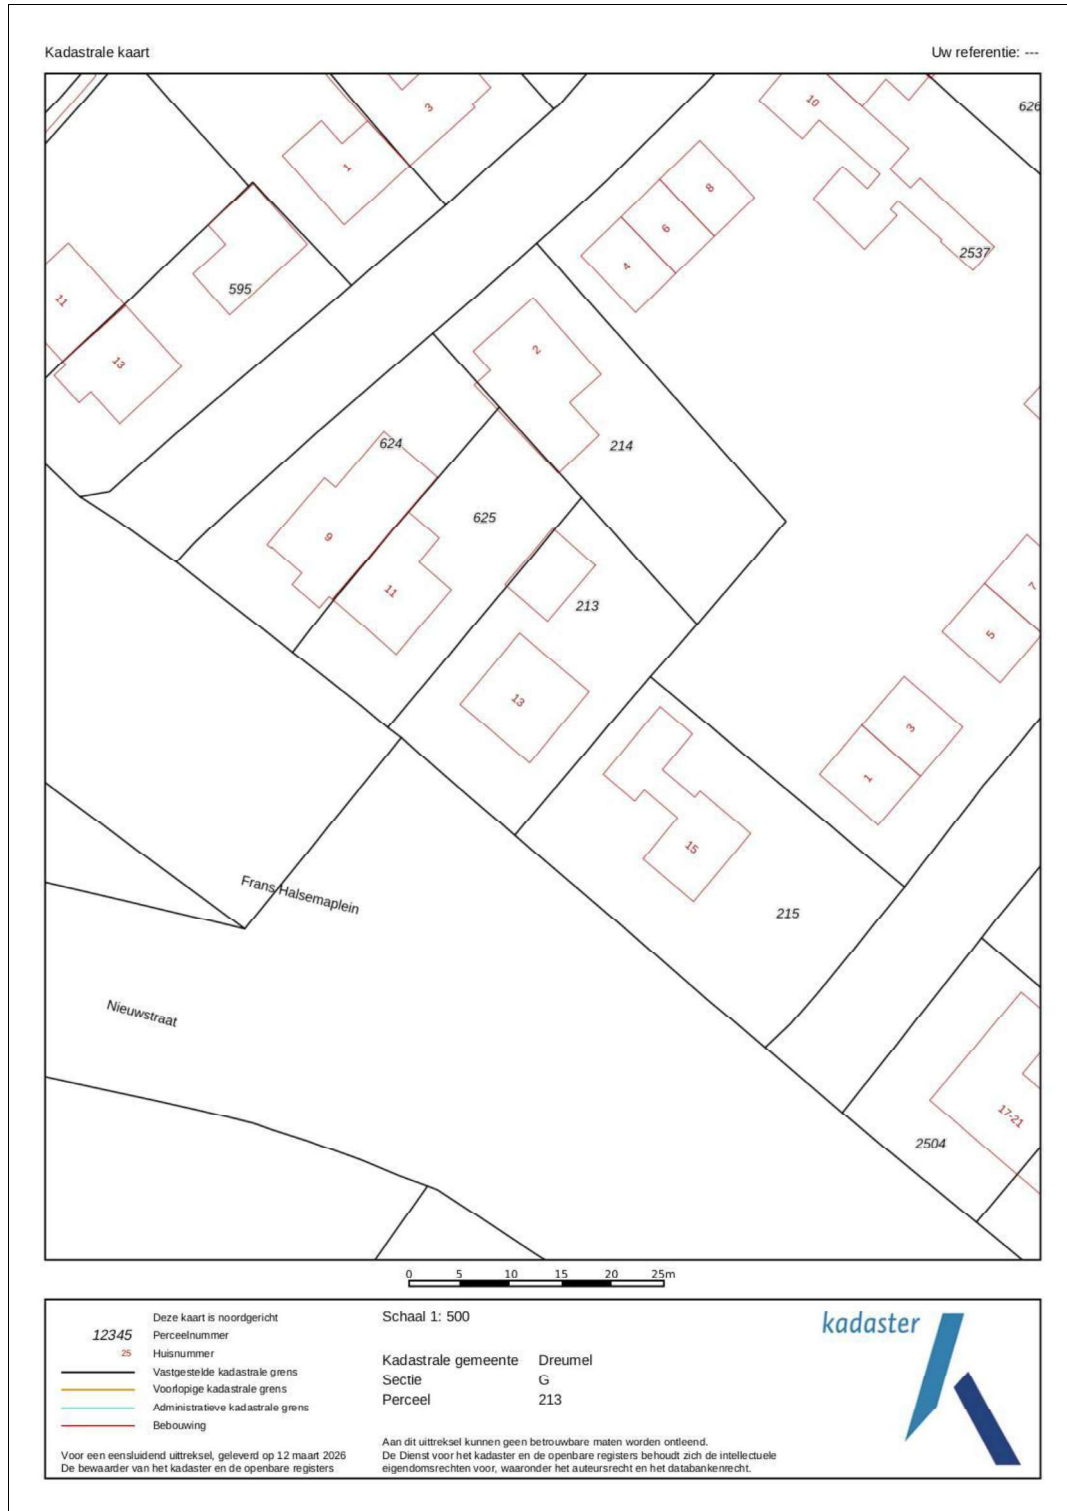 Kadastrale kaart
Uw referentie: ---
626
10
3
1
8
6
4
2537
595
11
13
2
624
214
9
625
11
213
13
7
5
3
1
15
215
Frans Halsemaplein
Nieuwstraat
17-21
2504
0 5 10 15 20 25m
Deze kaart is noordgericht
12345 Perceelnummer
25 Huisnummer
Vastgestelde kadastrale grens
Voorlopige kadastrale grens
Administratieve kadastrale grens
Bebouwing
Voor een eensluidend uittreksel, geleverd op 12 maart 2026
De bewaarder van het kadaster en de openbare registers
Schaal 1: 500
Kadastrale gemeente Dreumel
Sectie G
Perceel 213
Aan dit uittreksel kunnen geen betrouwbare maten worden ontleend.
De Dienst voor het kadaster en de openbare registers behoudt zich de intellectuele
eigendomsrechten voor, waaronder het auteursrecht en het databankenrecht.
kadaster